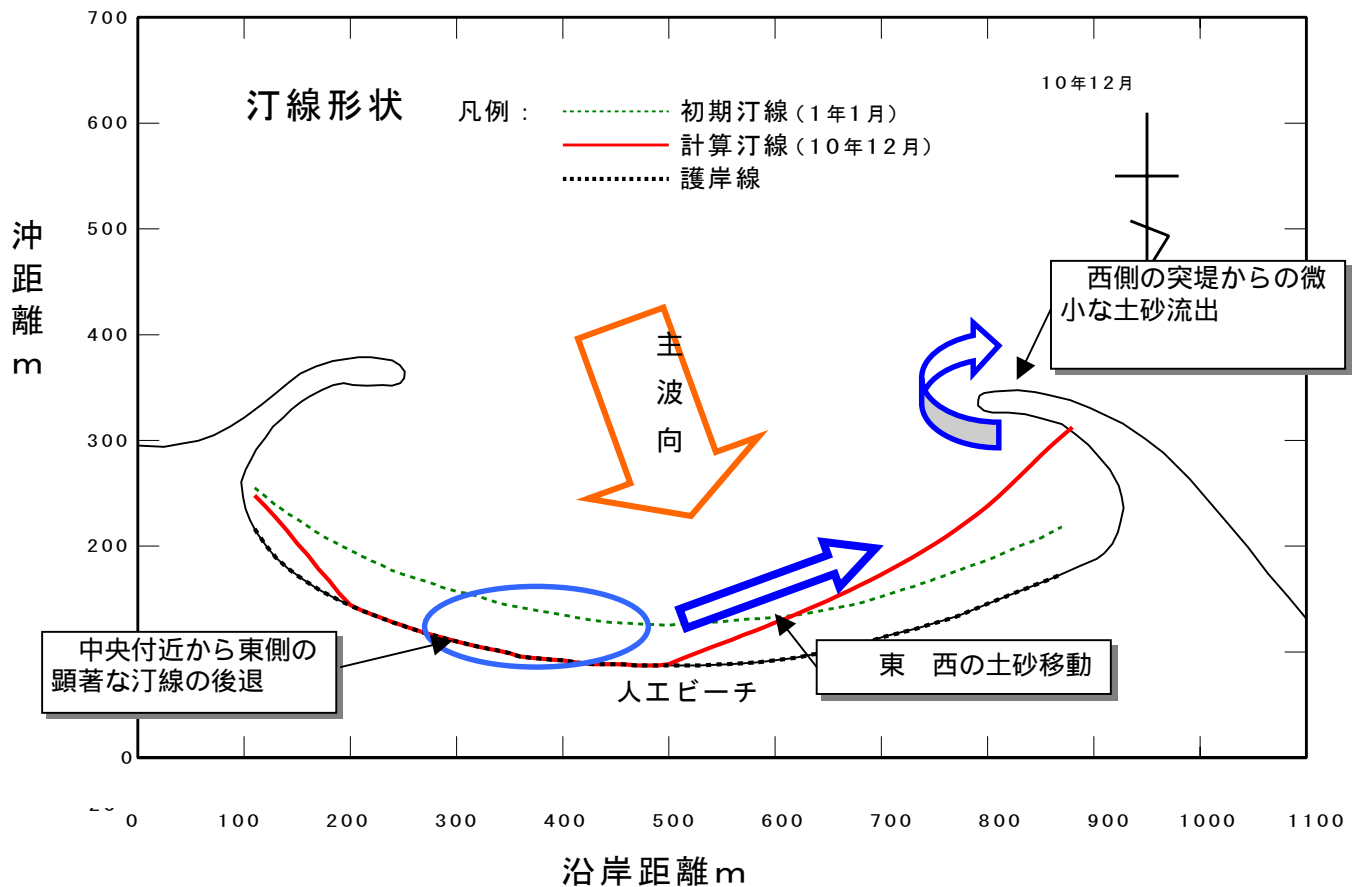 700
600
500
400
300
200
0
沖距離m
汀線形状
凡例：
初期汀線（1年1月）
計算汀線（10年12月）
護岸線
10年12月
西側の突堤からの微
小な土砂流出
主波向
中央付近から東側の
顕著な汀線の後退
東　西の土砂移動
人工ビーチ
0 100 200 300 400 500 600 700 800 900 1000 1100
沿岸距離m